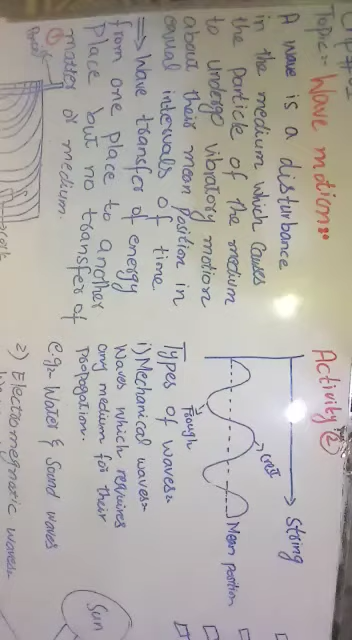 Topic:- Wave motion:-
A wave is a disturbance
in the medium which causes
the particle of the medium
to undergo vibratory motion
about their mean position in
equal intervals of time
⇒ Wave transfer of energy
from one place to another
place but no transfer of
matter or medium.
①
Activity ②
String
crest
Mean position
Trough
Types of waves:-
i) Mechanical waves:-
Waves which requires
any medium for their
propagation.
e.g:- Water & Sound waves
2) Electromegnatic waves:-
Sun